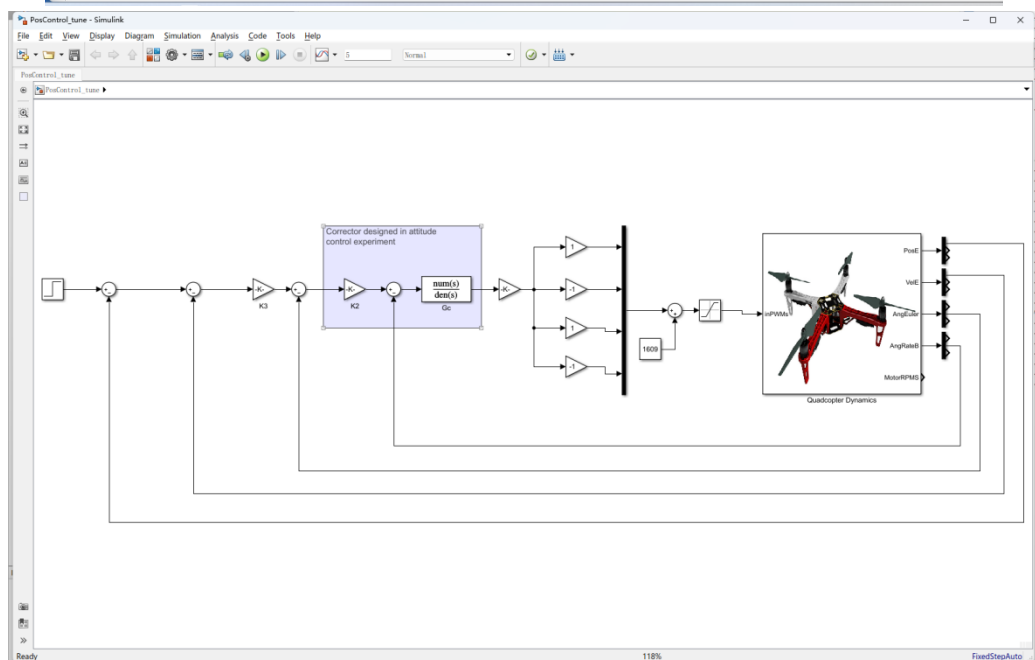 PosControl_tune - Simulink
File Edit View Display Diagram Simulation Analysis Code Tools Help
5 Normal
PosControl_tune
PosControl_tune
Corrector designed in attitude
control experiment
-K-
K3
-K-
K2
num(s)
den(s)
Gc
-K-
1
-1
1
-1
1609
inPWMs
PosE
VelE
AngEuler
AngRateB
MotorRPMS
Quadcopter Dynamics
Ready 118% FixedStepAuto